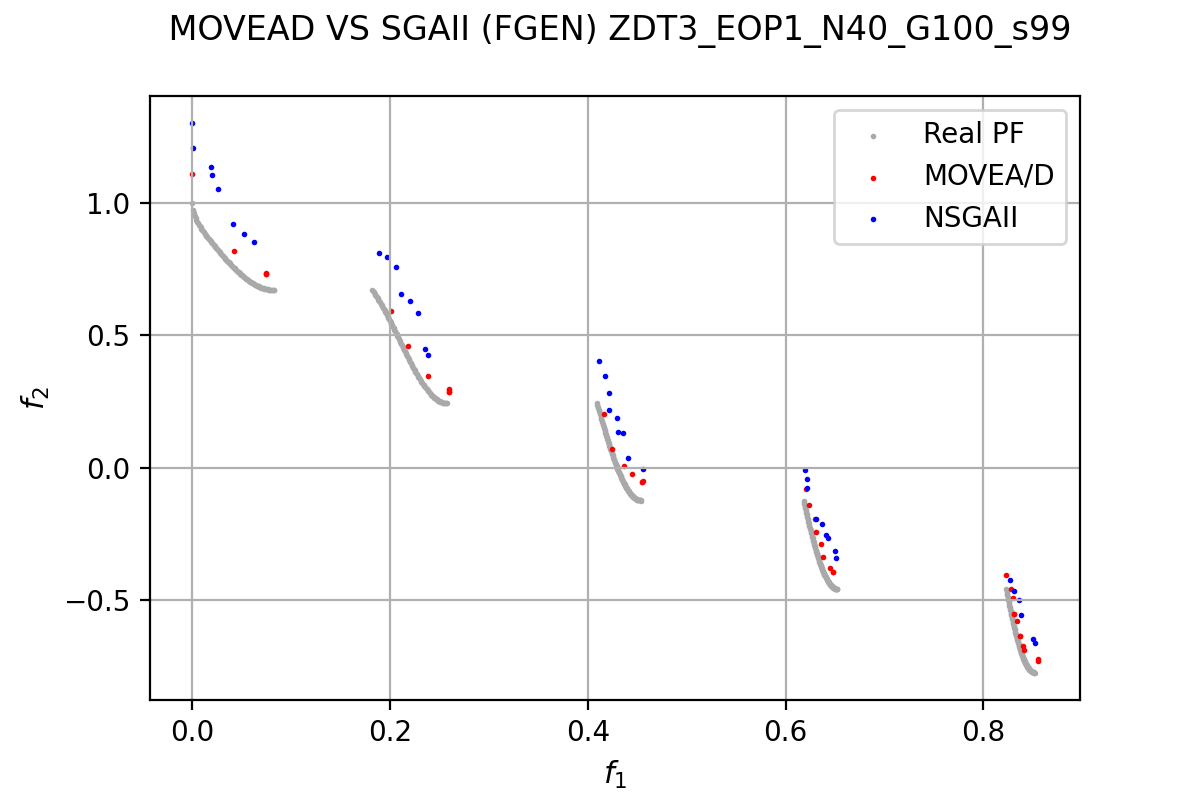 MOVEAD VS SGAII (FGEN) ZDT3_EOP1_N40_G100_s99
Real PF
MOVEA/D
NSGAII
1.0
0.5
0.0
−0.5
f₂
0.0 0.2 0.4 0.6 0.8
f₁